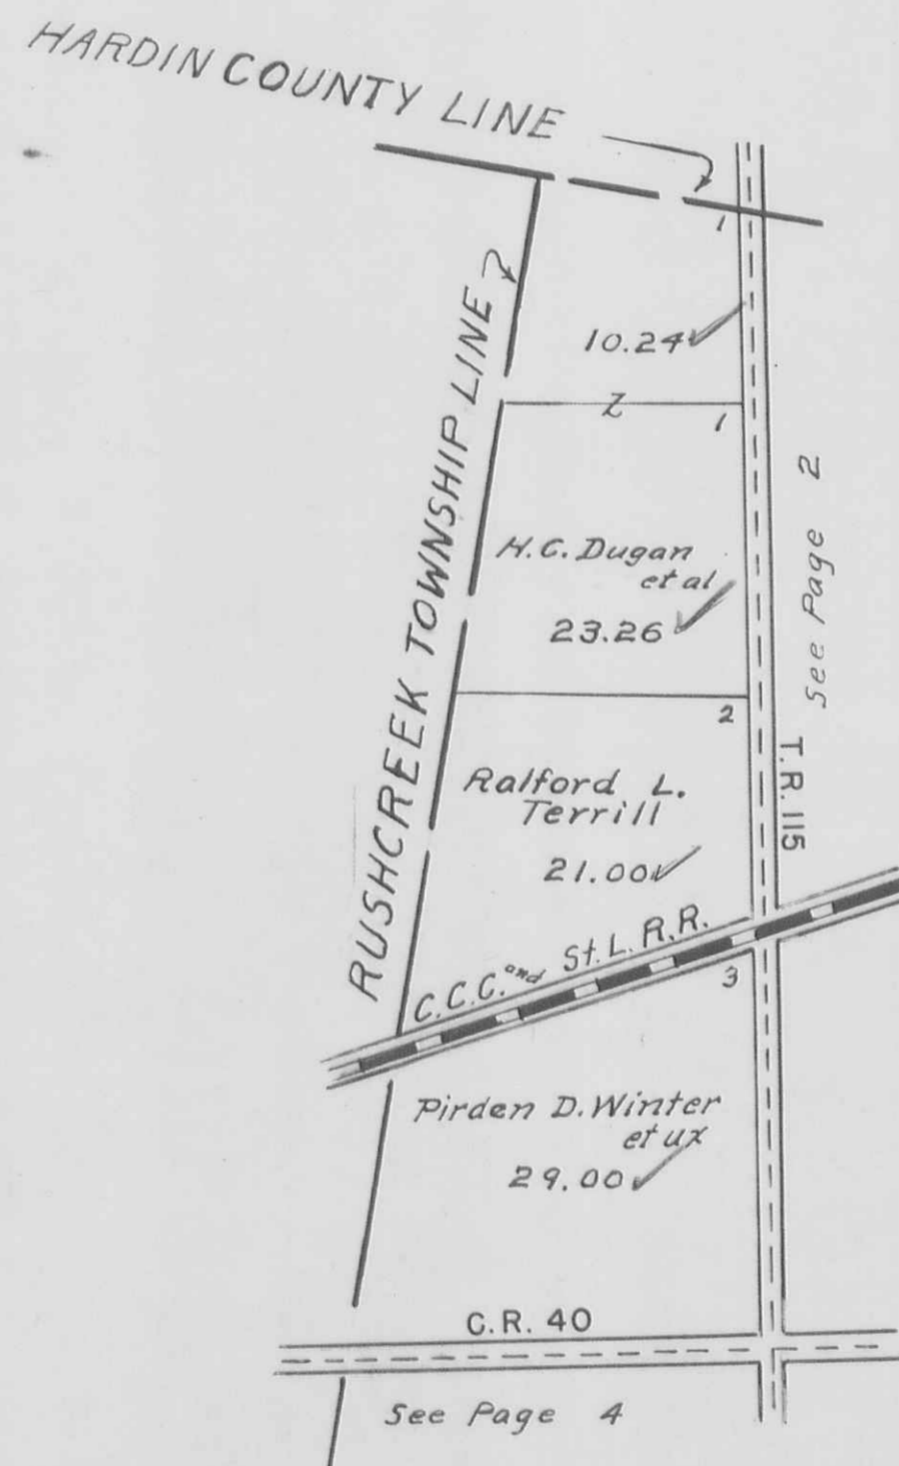 HARDIN COUNTY LINE
1
10.24
Z
1
RUSHCREEK TOWNSHIP LINE
H.C. Dugan
et al
23.26
See Page 2
2
Ralford L.
Terrill
21.00
T.R. 115
C.C.C. and St. L. R.R.
3
Pirden D. Winter
et ux
29.00
C.R. 40
See Page 4